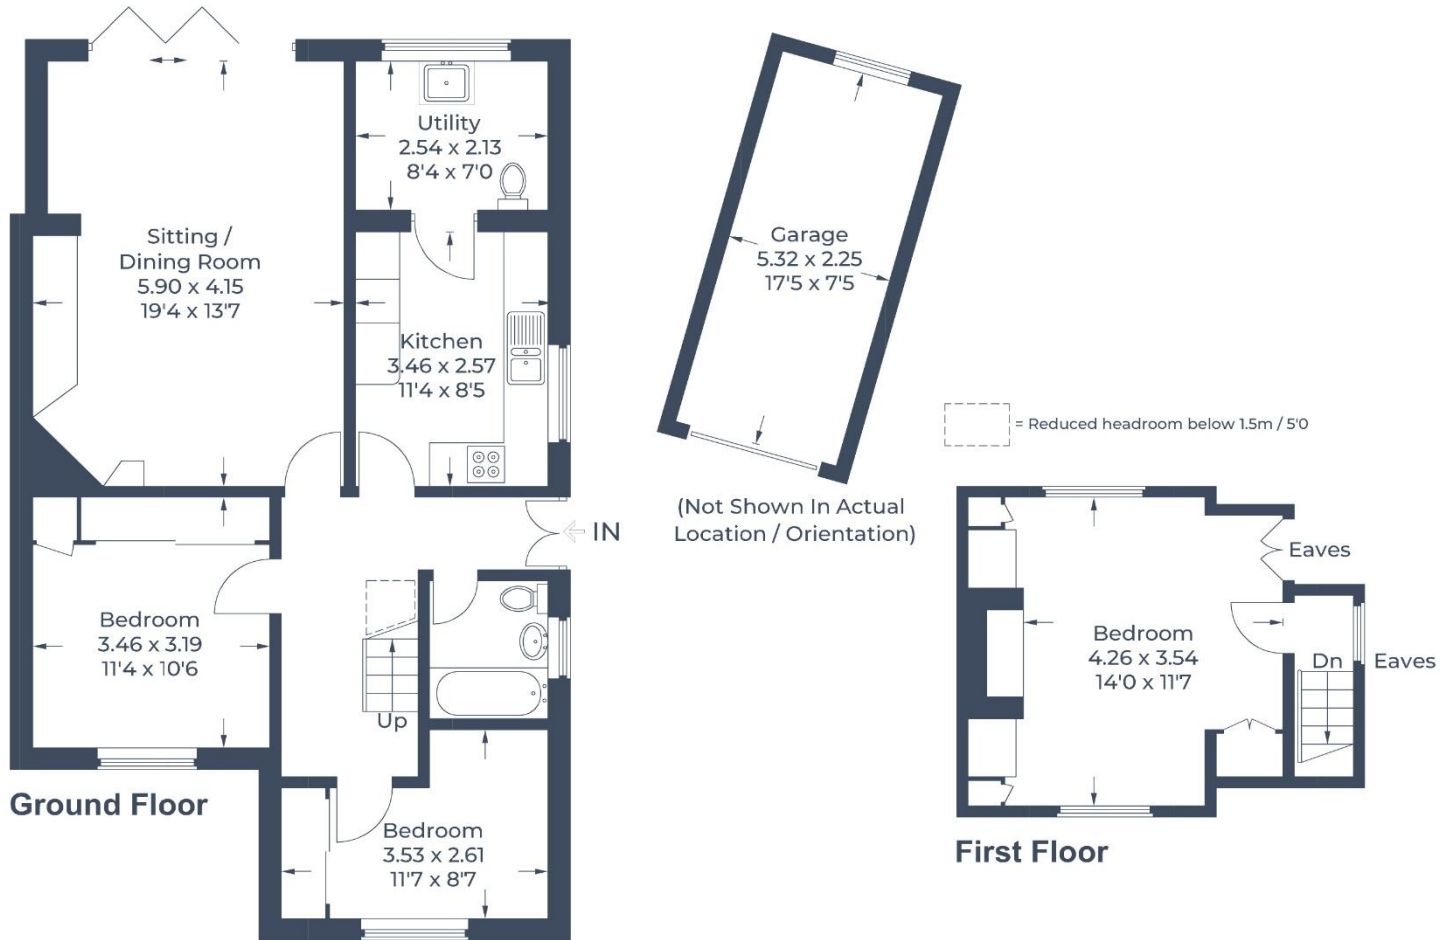 Utility
2.54 x 2.13
8'4 x 7'0
Sitting /
Dining Room
5.90 x 4.15
19'4 x 13'7
Kitchen
3.46 x 2.57
11'4 x 8'5
IN
Bedroom
3.46 x 3.19
11'4 x 10'6
Up
Bedroom
3.53 x 2.61
11'7 x 8'7
Ground Floor
Garage
5.32 x 2.25
17'5 x 7'5
(Not Shown In Actual
Location / Orientation)
= Reduced headroom below 1.5m / 5'0
Eaves
Bedroom
4.26 x 3.54
14'0 x 11'7
Dn
Eaves
First Floor